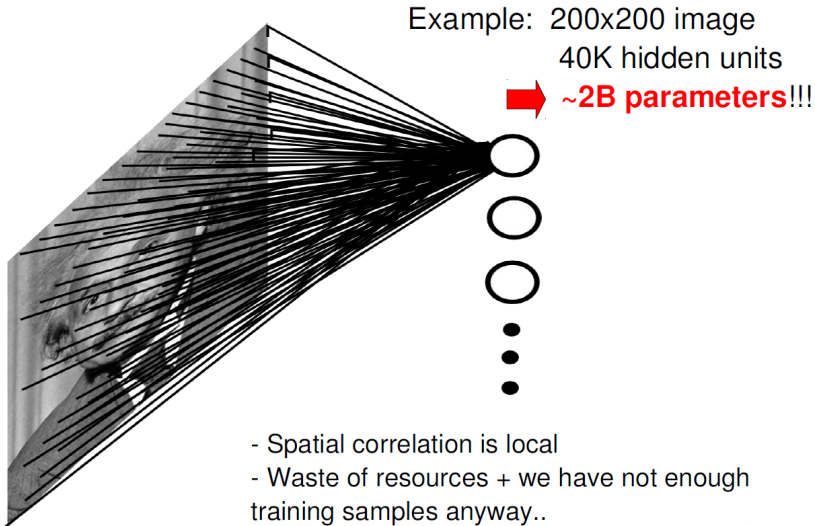 Example: 200x200 image
40K hidden units
~2B parameters!!!
- Spatial correlation is local
- Waste of resources + we have not enough
training samples anyway..